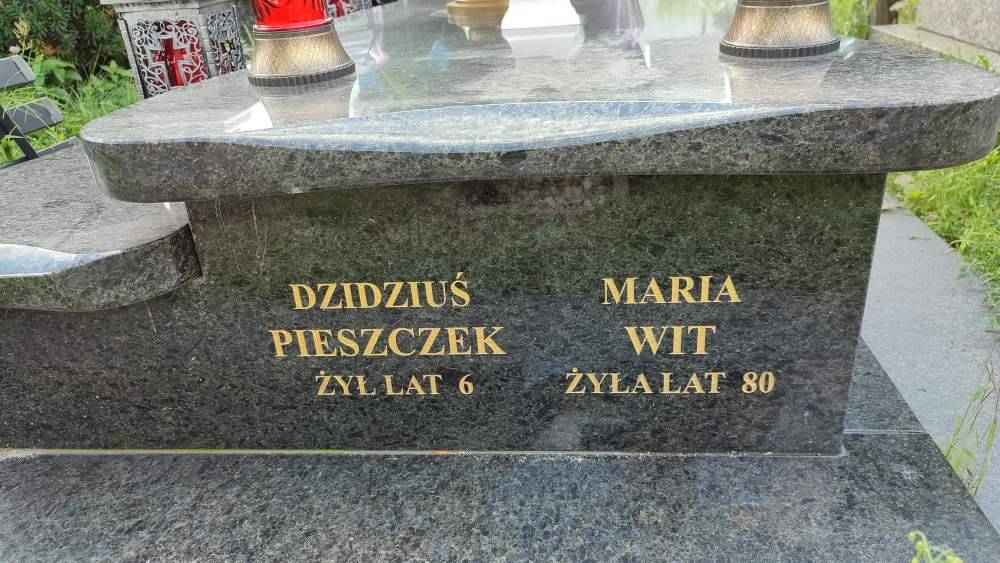 DZIDZIUŚ
PIESZCZEK
ŻYŁ LAT 6
MARIA
WIT
ŻYŁA LAT 80